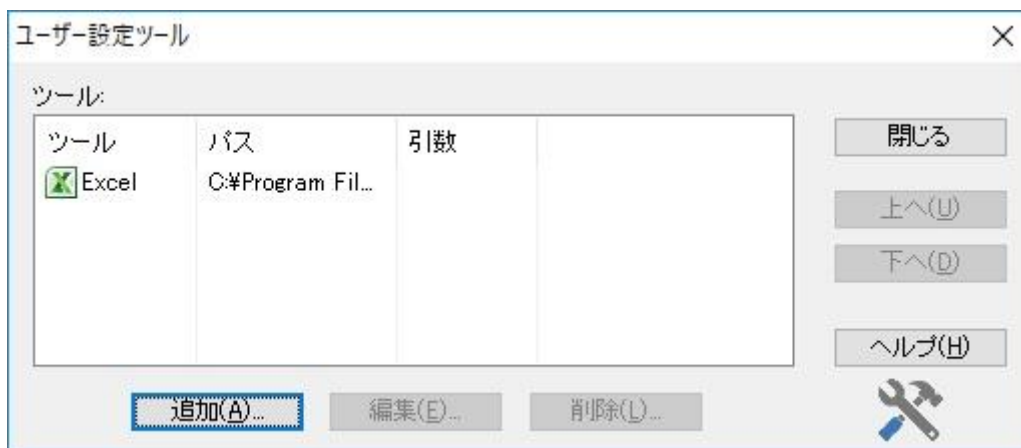 ユーザー設定ツール
ツール:
ツール パス 引数
Excel C:¥Program Fil...
閉じる
上へ(U)
下へ(D)
ヘルプ(H)
追加(A)... 編集(E)... 削除(L)...